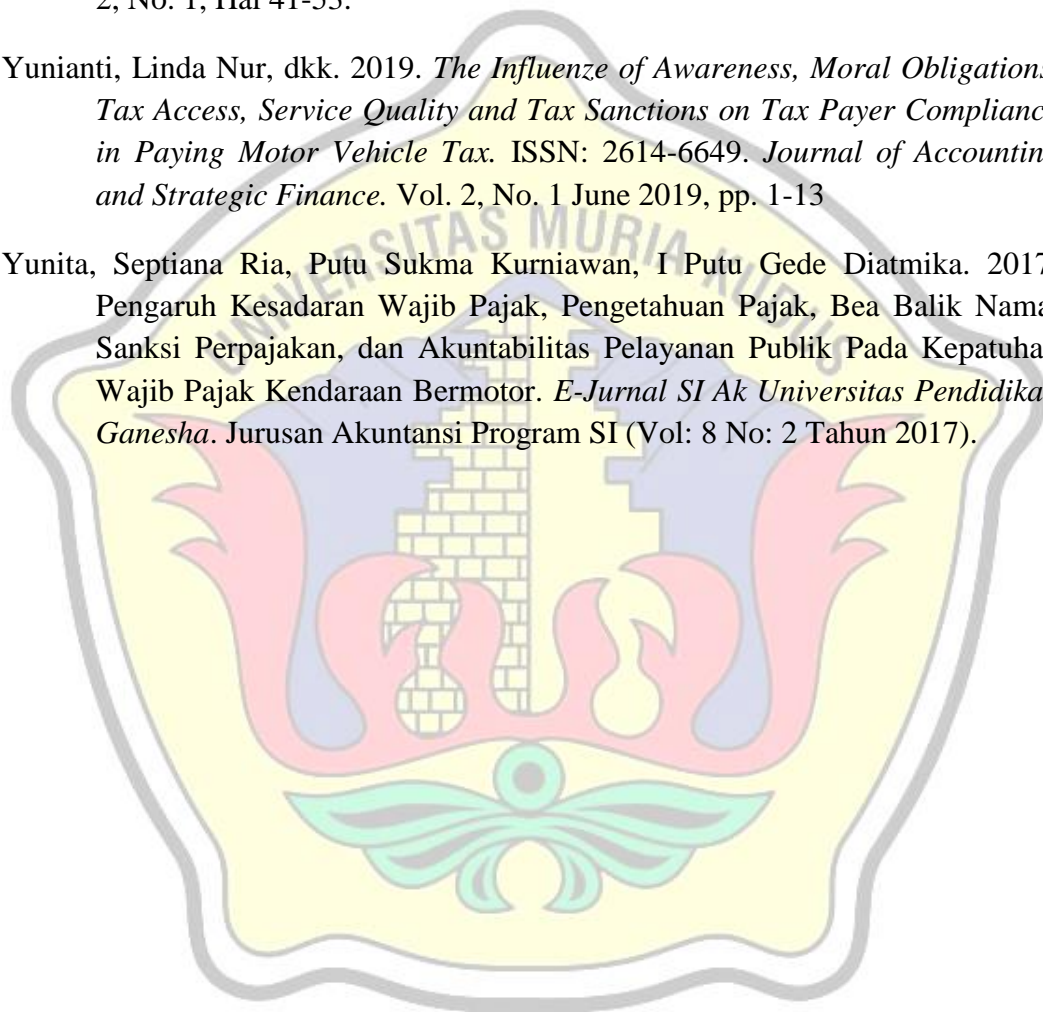 2, No. 1, Hal 41-53.
Yunianti, Linda Nur, dkk. 2019. The Influenze of Awareness, Moral Obligation
Tax Access, Service Quality and Tax Sanctions on Tax Payer Complianc
in Paying Motor Vehicle Tax. ISSN: 2614-6649. Journal of Accountin
and Strategic Finance. Vol. 2, No. 1 June 2019, pp. 1-13
UNIVERSITAS MURIA KUDUS
Yunita, Septiana Ria, Putu Sukma Kurniawan, I Putu Gede Diatmika. 2017
Pengaruh Kesadaran Wajib Pajak, Pengetahuan Pajak, Bea Balik Nama
Sanksi Perpajakan, dan Akuntabilitas Pelayanan Publik Pada Kepatuha
Wajib Pajak Kendaraan Bermotor. E-Jurnal SI Ak Universitas Pendidika
Ganesha. Jurusan Akuntansi Program SI (Vol: 8 No: 2 Tahun 2017).